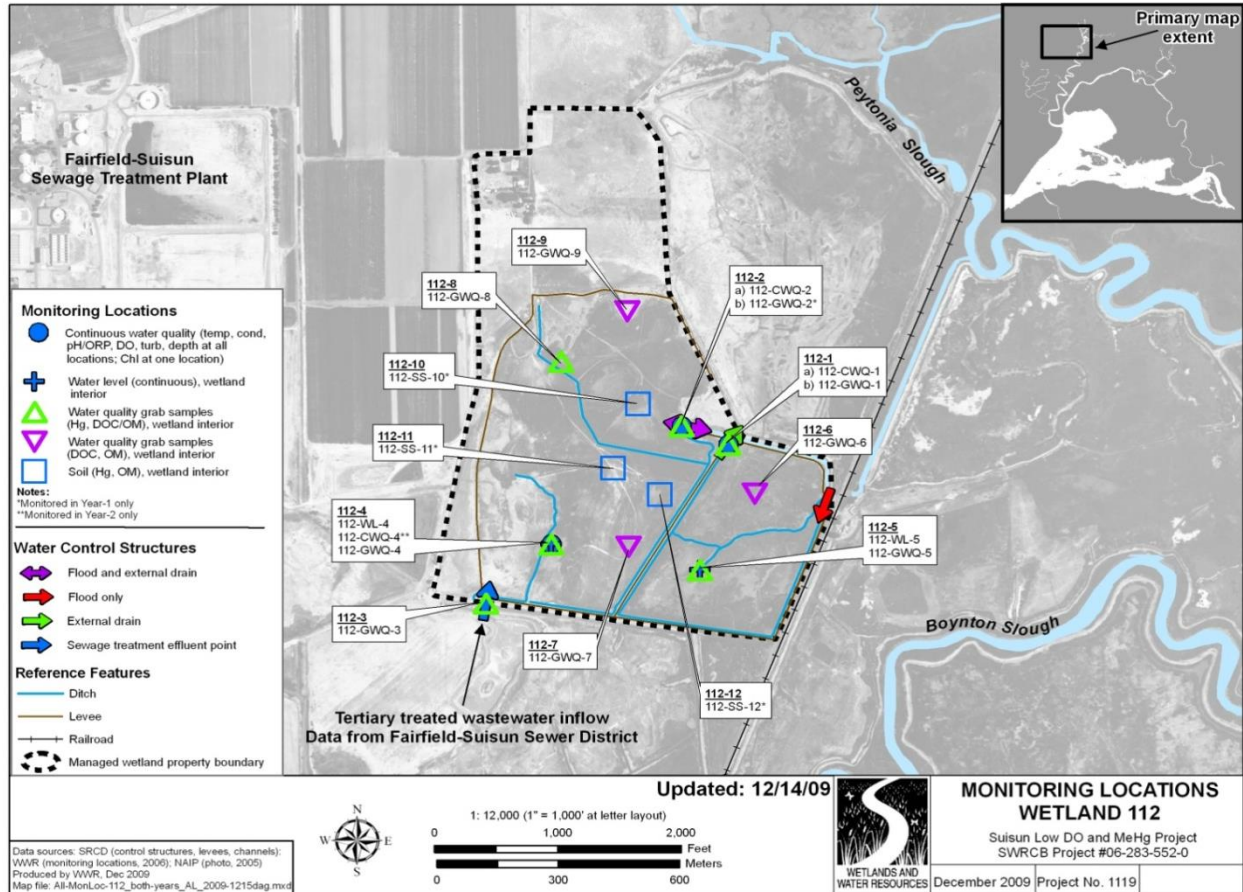 Primary map
extent
Peytonia Slough
Fairfield-Suisun
Sewage Treatment Plant
112-9
112-GWQ-9
112-8
112-GWQ-8
112-2
a) 112-CWQ-2
b) 112-GWQ-2*
112-10
112-SS-10*
112-1
a) 112-CWQ-1
b) 112-GWQ-1
112-11
112-SS-11*
112-6
112-GWQ-6
112-4
112-WL-4
112-CWQ-4**
112-GWQ-4
112-5
112-WL-5
112-GWQ-5
112-3
112-GWQ-3
112-7
112-GWQ-7
112-12
112-SS-12*
Boynton Slough
Tertiary treated wastewater inflow
Data from Fairfield-Suisun Sewer District
Monitoring Locations
Continuous water quality (temp, cond,
pH/ORP, DO, turb, depth at all
locations; Chl at one location)
Water level (continuous), wetland
interior
Water quality grab samples
(Hg, DOC/OM), wetland interior
Water quality grab samples
(DOC, OM), wetland interior
Soil (Hg, OM), wetland interior
Notes:
*Monitored in Year-1 only
**Monitored in Year-2 only
Water Control Structures
Flood and external drain
Flood only
External drain
Sewage treatment effluent point
Reference Features
Ditch
Levee
Railroad
Managed wetland property boundary
Updated: 12/14/09
N
W E
S
1: 12,000 (1" = 1,000' at letter layout)
0 1,000 2,000
Feet
Meters
0 300 600
Data sources: SRCD (control structures, levees, channels);
WWR (monitoring locations, 2006); NAIP (photo, 2005)
Produced by WWR, Dec 2009
Map file: All-MonLoc-112_both-years_AL_2009-1215dag.mxd
WETLANDS AND
WATER RESOURCES
MONITORING LOCATIONS
WETLAND 112
Suisun Low DO and MeHg Project
SWRCB Project #06-283-552-0
December 2009
Project No. 1119